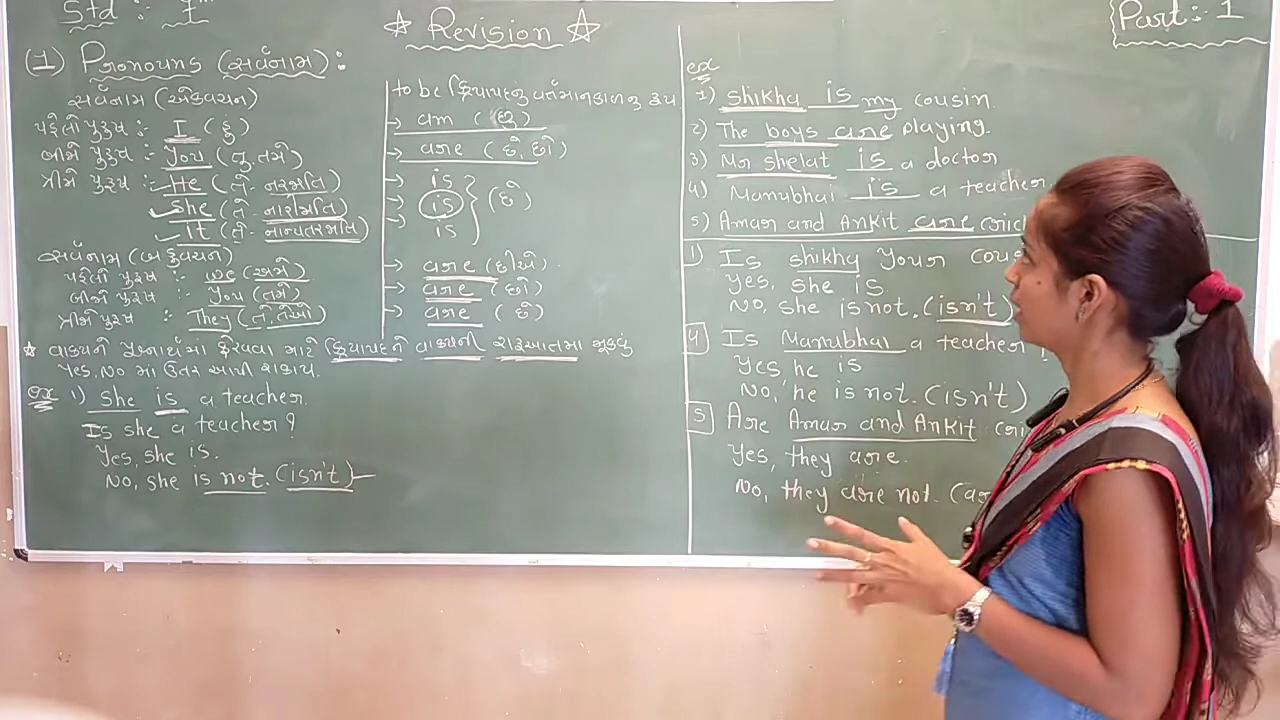 Std :
☆ Revision ☆
Part : 1
(1) Pronouns (સર્વનામ) :
સર્વનામ (એકવચન)
પહેલો પુરુષ :- I (હું)
બીજો પુરુષ :- You (તુ, તમે)
ત્રીજો પુરુષ :- He (તે - નરજાતિ)
She (તે - નારીજાતિ)
It (તે - નાન્યતરજાતિ)
સર્વનામ (બહુવચન)
પહેલો પુરુષ :- we (અમે)
બીજો પુરુષ :- You (તમે)
ત્રીજો પુરુષ :- They (તે, તેઓ)
to be ક્રિયાપદનુ વર્તમાનકાળનુ રૂપ
→ am (છુ)
→ are (છે, છો)
→ is
→ is (છે)
→ is
→ are (છીએ).
→ are (છો)
→ are (છે)
☆ વાક્યને પ્રશ્નાર્થમાં ફેરવવા માટે ક્રિયાપદને વાક્યની શરૂઆતમા મૂકવું
Yes, No માં ઉત્તર આપી શકાય.
ex 1) She is a teacher.
Is she a teacher?
Yes, she is.
No, she is not. (isn't)
ex
1) Shikha is my cousin.
2) The boys are playing.
3) Mr shelat is a doctor
4) Manubhai is a teacher
5) Amar and Ankit are
1) Is shikha Your
Yes, she is.
No, she is not. (isn't)
4) Is Manubhai a teacher ?
Yes he is
No, he is not. (isn't)
5 Are Amar and Ankit
Yes, they are.
No, they are not.